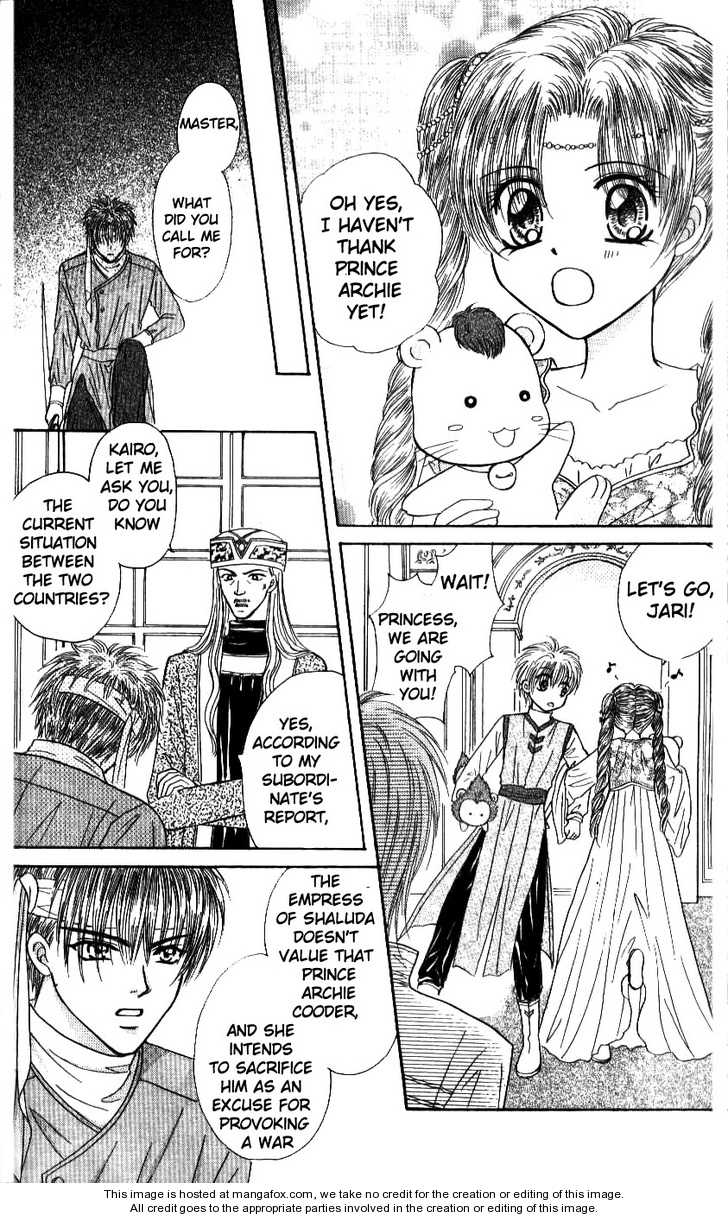 OH YES,
I HAVEN'T
THANK
PRINCE
ARCHIE
YET!
LET'S GO,
JARI!
WAIT!
PRINCESS,
WE ARE
GOING
WITH
YOU!
MASTER,
WHAT
DID YOU
CALL ME
FOR?
KAIRO,
LET ME
ASK YOU,
DO YOU
KNOW
THE
CURRENT
SITUATION
BETWEEN
THE TWO
COUNTRIES?
YES,
ACCORDING
TO MY
SUBORDI-
NATE'S
REPORT,
THE
EMPRESS
OF SHALUDA
DOESN'T
VALUE THAT
PRINCE
ARCHIE
COODER,
AND SHE
INTENDS
TO SACRIFICE
HIM AS AN
EXCUSE FOR
PROVOKING
A WAR
This image is hosted at mangafox.com, we take no credit for the creation or editing of this image.
All credit goes to the appropriate parties involved in the creation or editing of this image.